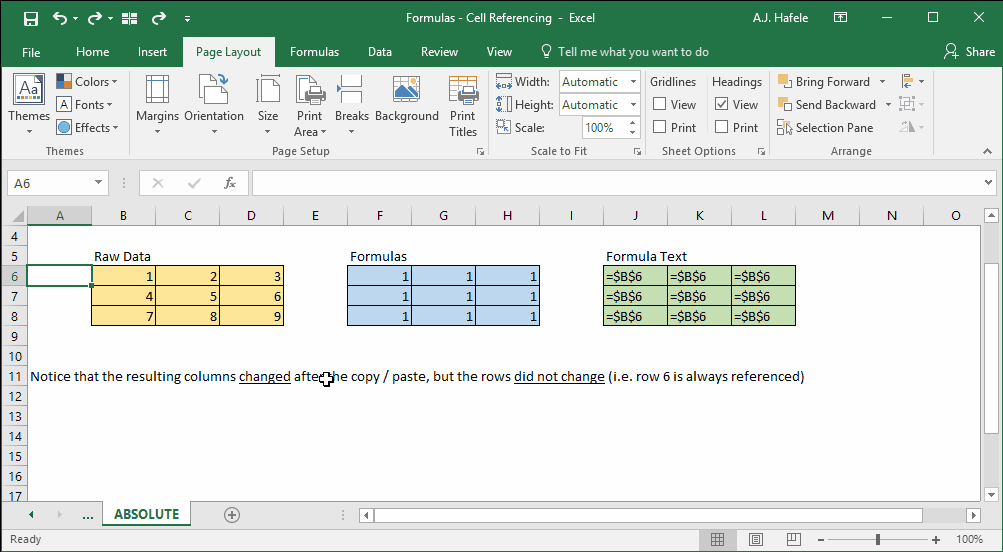 Formulas - Cell Referencing - Excel A.J. Hafele
File Home Insert Page Layout Formulas Data Review View Tell me what you want to do Share
Colors Width: Automatic Gridlines Headings Bring Forward
Aa A Fonts Height: Automatic View View Send Backward
Themes Effects Margins Orientation Size Print Area Breaks Background Print Titles Scale: 100% Print Print Selection Pane
Themes Page Setup Scale to Fit Sheet Options Arrange
A6 fx
A B C D E F G H I J K L M N O
4
5 Raw Data Formulas Formula Text
6 1 2 3 1 1 1 =$B$6 =$B$6 =$B$6
7 4 5 6 1 1 1 =$B$6 =$B$6 =$B$6
8 7 8 9 1 1 1 =$B$6 =$B$6 =$B$6
9
10
11 Notice that the resulting columns changed after the copy / paste, but the rows did not change (i.e. row 6 is always referenced)
12
13
14
15
16
17
... ABSOLUTE
Ready 100%